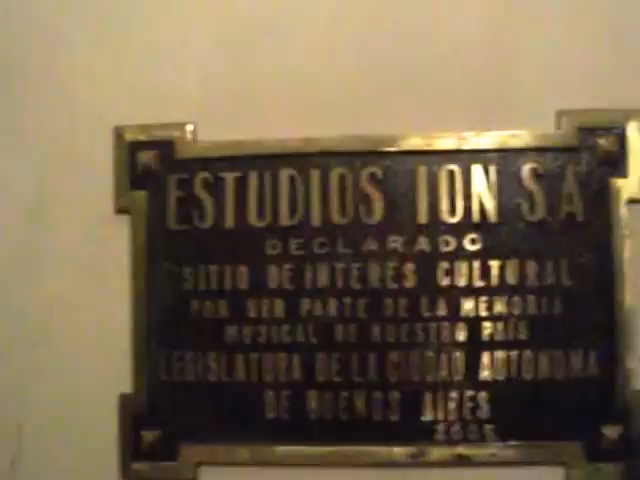 ESTUDIOS ION S.A
DECLARADO
"SITIO DE INTERES CULTURAL"
POR SER PARTE DE LA MEMORIA
MUSICAL DE NUESTRO PAIS
LEGISLATURA DE LA CIUDAD AUTONOMA
DE BUENOS AIRES